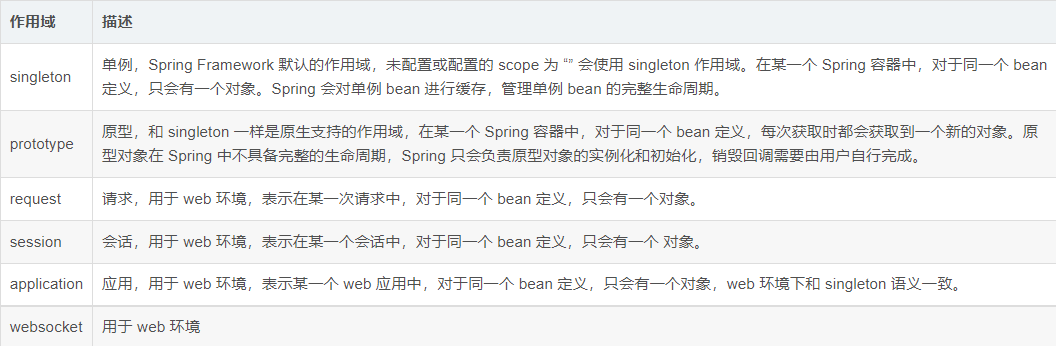 作用域 描述
singleton 单例，Spring Framework 默认的作用域，未配置或配置的 scope 为 “” 会使用 singleton 作用域。在某一个 Spring 容器中，对于同一个 bean
定义，只会有一个对象。Spring 会对单例 bean 进行缓存，管理单例 bean 的完整生命周期。
prototype 原型，和 singleton 一样是原生支持的作用域，在某一个 Spring 容器中，对于同一个 bean 定义，每次获取时都会获取到一个新的对象。原
型对象在 Spring 中不具备完整的生命周期，Spring 只会负责原型对象的实例化和初始化，销毁回调需要由用户自行完成。
request 请求，用于 web 环境，表示在某一次请求中，对于同一个 bean 定义，只会有一个对象。
session 会话，用于 web 环境，表示在某一个会话中，对于同一个 bean 定义，只会有一个 对象。
application 应用，用于 web 环境，表示某一个 web 应用中，对于同一个 bean 定义，只会有一个对象，web 环境下和 singleton 语义一致。
websocket 用于 web 环境